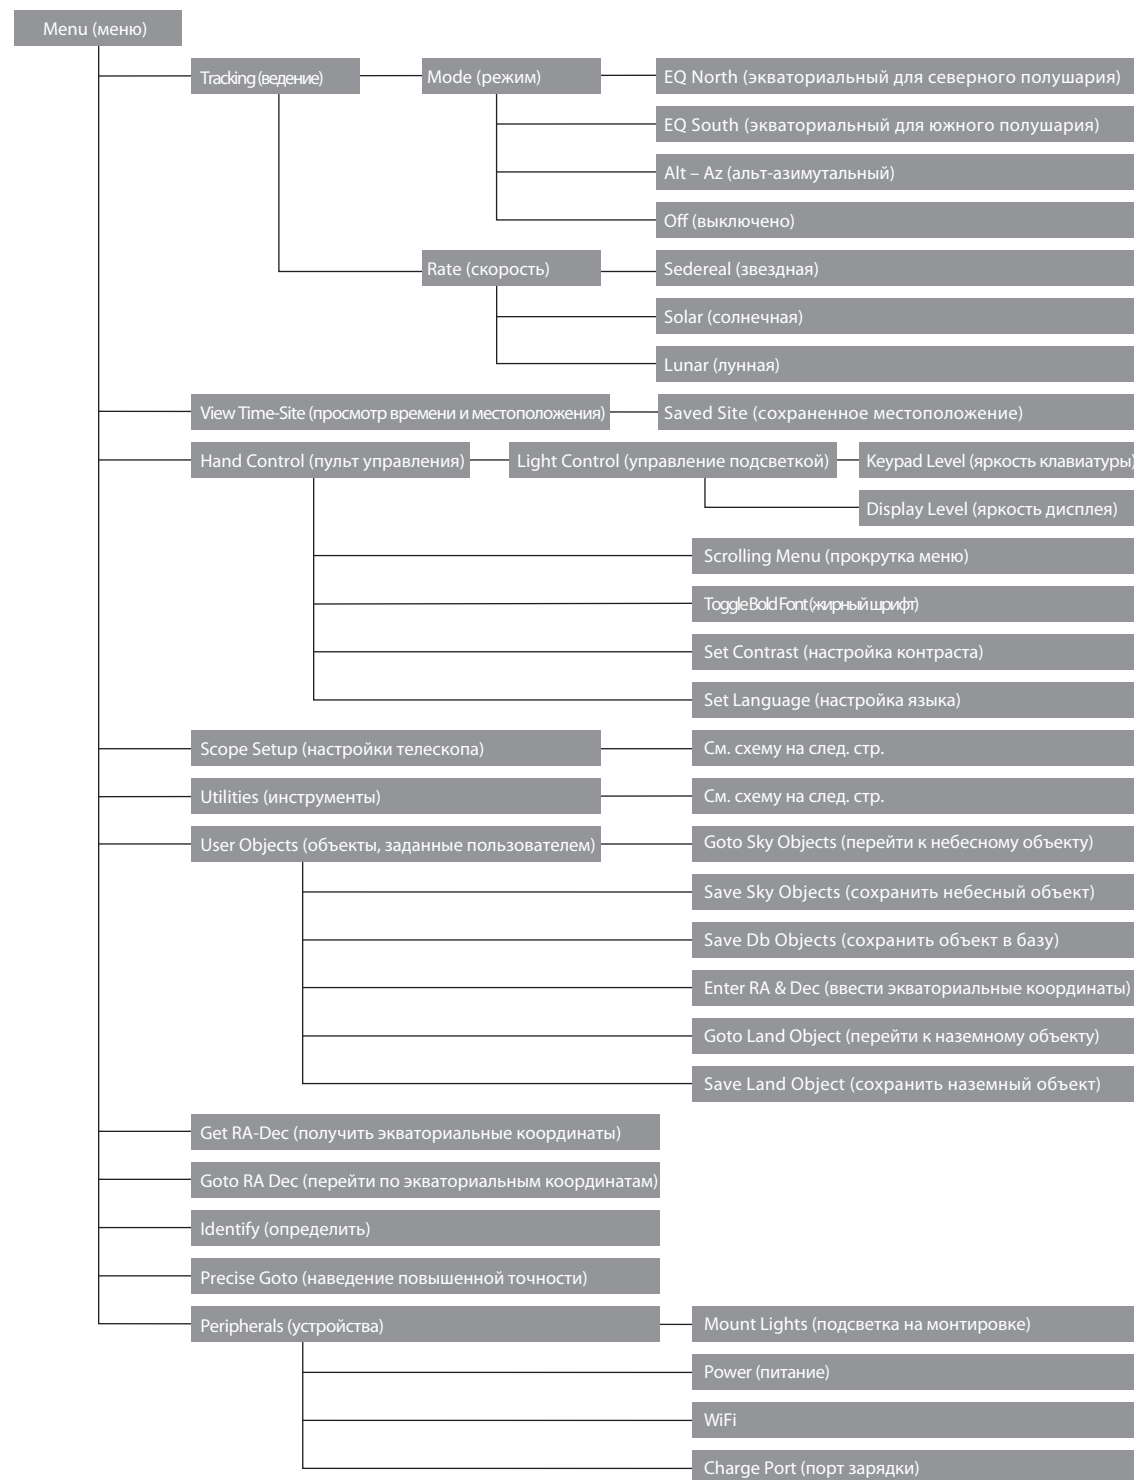 Menu (меню)
Tracking (ведение)
Mode (режим)
EQ North (экваториальный для северного полушария)
EQ South (экваториальный для южного полушария)
Alt – Az (альт-азимутальный)
Off (выключено)
Rate (скорость)
Sedereal (звездная)
Solar (солнечная)
Lunar (лунная)
View Time-Site (просмотр времени и местоположения)
Saved Site (сохраненное местоположение)
Hand Control (пульт управления)
Light Control (управление подсветкой)
Keypad Level (яркость клавиатуры)
Display Level (яркость дисплея)
Scrolling Menu (прокрутка меню)
Toggle Bold Font (жирный шрифт)
Set Contrast (настройка контраста)
Set Language (настройка языка)
Scope Setup (настройки телескопа)
См. схему на след. стр.
Utilities (инструменты)
См. схему на след. стр.
User Objects (объекты, заданные пользователем)
Goto Sky Objects (перейти к небесному объекту)
Save Sky Objects (сохранить небесный объект)
Save Db Objects (сохранить объект в базу)
Enter RA & Dec (ввести экваториальные координаты)
Goto Land Object (перейти к наземному объекту)
Save Land Object (сохранить наземный объект)
Get RA-Dec (получить экваториальные координаты)
Goto RA Dec (перейти по экваториальным координатам)
Identify (определить)
Precise Goto (наведение повышенной точности)
Peripherals (устройства)
Mount Lights (подсветка на монтировке)
Power (питание)
WiFi
Charge Port (порт зарядки)